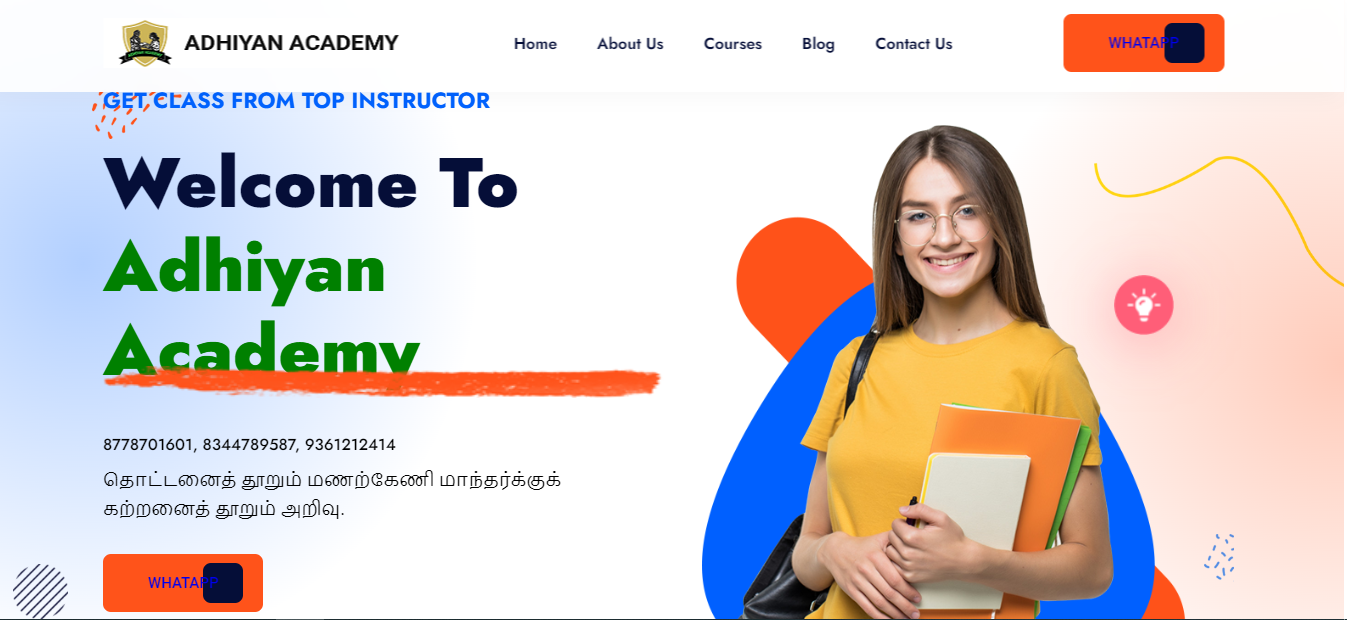 ADHIYAN ACADEMY
Home
About Us
Courses
Blog
Contact Us
WHATAPP
GET CLASS FROM TOP INSTRUCTOR
Welcome To
Adhiyan
Academy
8778701601, 8344789587, 9361212414
தொட்டனைத் தூறும் மணற்கேணி மாந்தர்க்குக்
கற்றனைத் தூறும் அறிவு.
WHATAPP